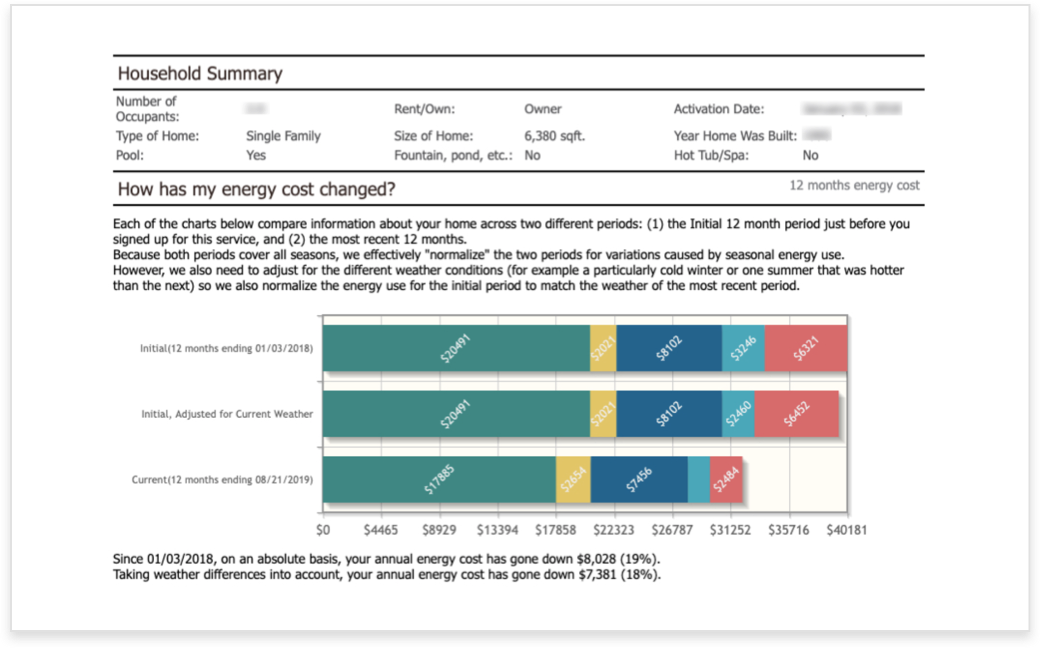 Household Summary
Number of Occupants:
Rent/Own: Owner
Activation Date:
Type of Home: Single Family
Size of Home: 6,380 sqft.
Year Home Was Built:
Pool: Yes
Fountain, pond, etc.: No
Hot Tub/Spa: No
How has my energy cost changed?
12 months energy cost
Each of the charts below compare information about your home across two different periods: (1) the Initial 12 month period just before you
signed up for this service, and (2) the most recent 12 months.
Because both periods cover all seasons, we effectively "normalize" the two periods for variations caused by seasonal energy use.
However, we also need to adjust for the different weather conditions (for example a particularly cold winter or one summer that was hotter
than the next) so we also normalize the energy use for the initial period to match the weather of the most recent period.
Initial(12 months ending 01/03/2018)
$20491 $2021 $8102 $3246 $6321
Initial, Adjusted for Current Weather
$20491 $2021 $8102 $2460 $6452
Current(12 months ending 08/21/2019)
$17885 $2654 $7456 $2484
$0 $4465 $8929 $13394 $17858 $22323 $26787 $31252 $35716 $40181
Since 01/03/2018, on an absolute basis, your annual energy cost has gone down $8,028 (19%).
Taking weather differences into account, your annual energy cost has gone down $7,381 (18%).